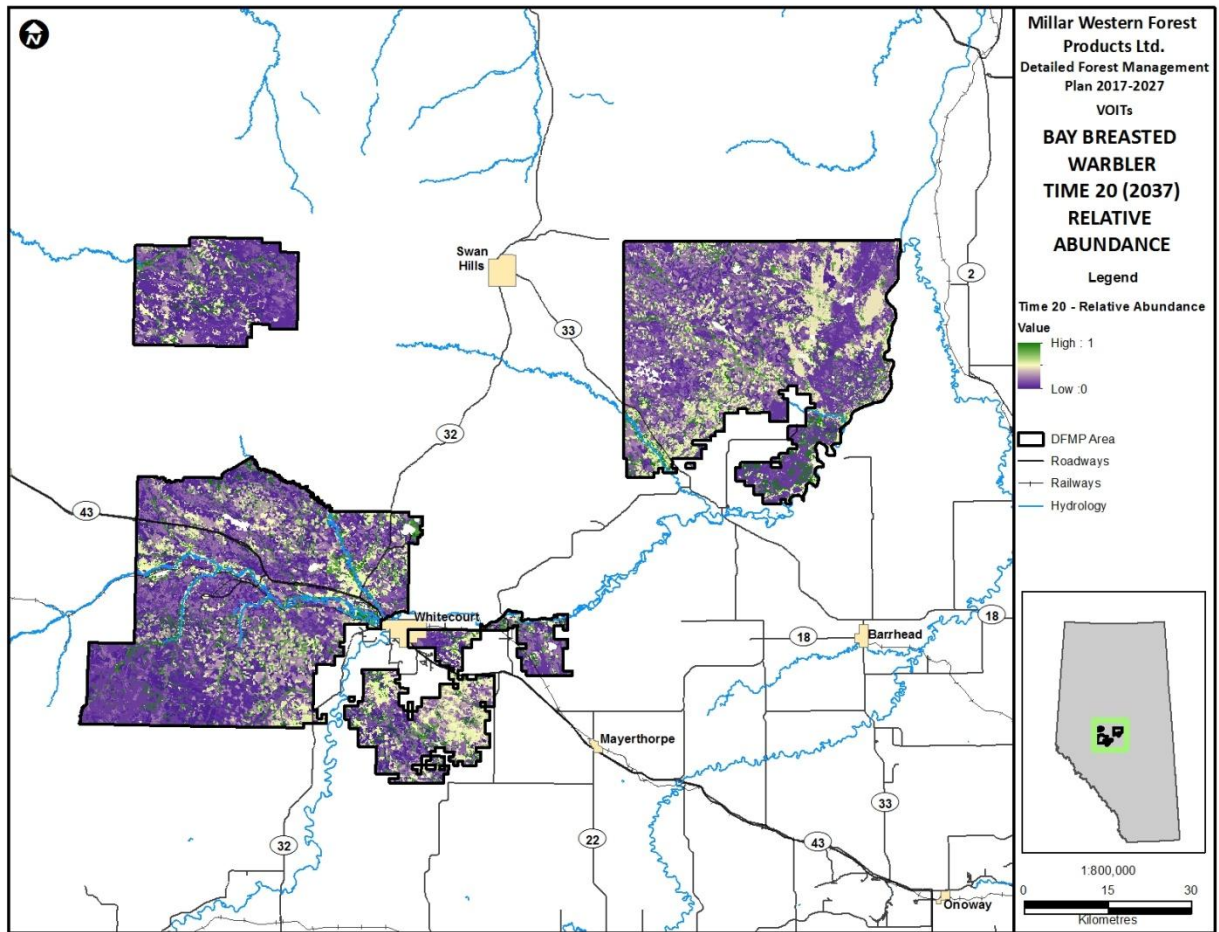 N
Millar Western Forest
Products Ltd.
Detailed Forest Management
Plan 2017-2027
VOITs
BAY BREASTED
WARBLER
TIME 20 (2037)
RELATIVE
ABUNDANCE
Legend
Time 20 - Relative Abundance
Value
High : 1
Low :0
DFMP Area
Roadways
Railways
Hydrology
1:800,000
0 15 30
Kilometres
Swan
Hills
33
2
32
43
Whitecourt
18
Barrhead
18
Mayerthorpe
32
22
43
33
Onoway